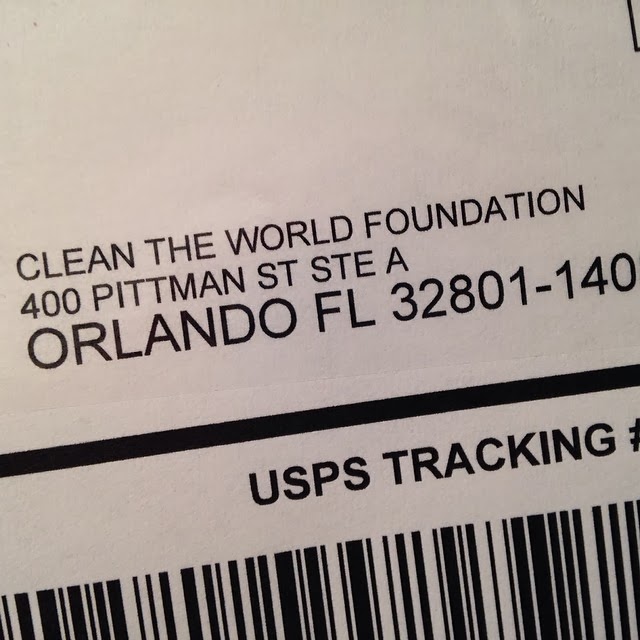 CLEAN THE WORLD FOUNDATION
400 PITTMAN ST STE A
ORLANDO FL 32801-140
USPS TRACKING #